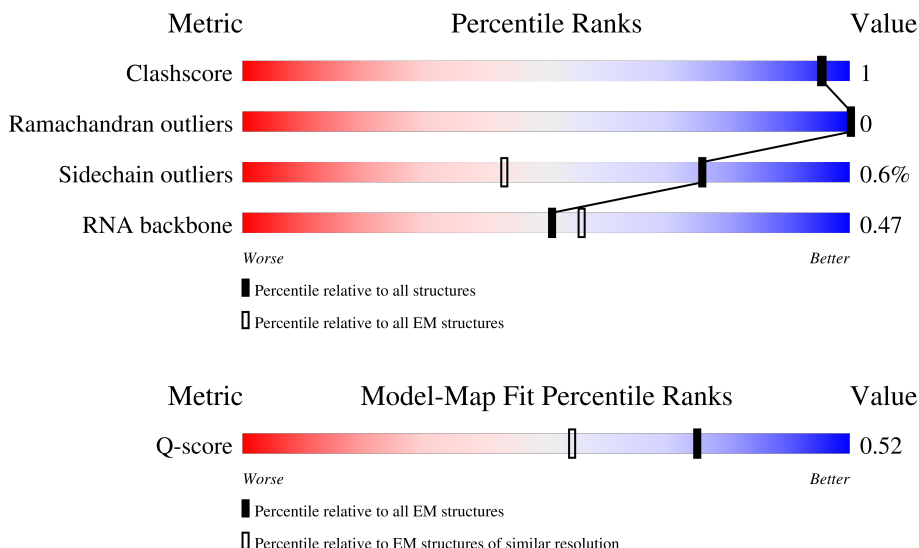 Metric Percentile Ranks Value
Clashscore 1
Ramachandran outliers 0
Sidechain outliers 0.6%
RNA backbone 0.47
Worse Better
Percentile relative to all structures
Percentile relative to all EM structures
Metric Model-Map Fit Percentile Ranks Value
Q-score 0.52
Worse Better
Percentile relative to all EM structures
Percentile relative to EM structures of similar resolution